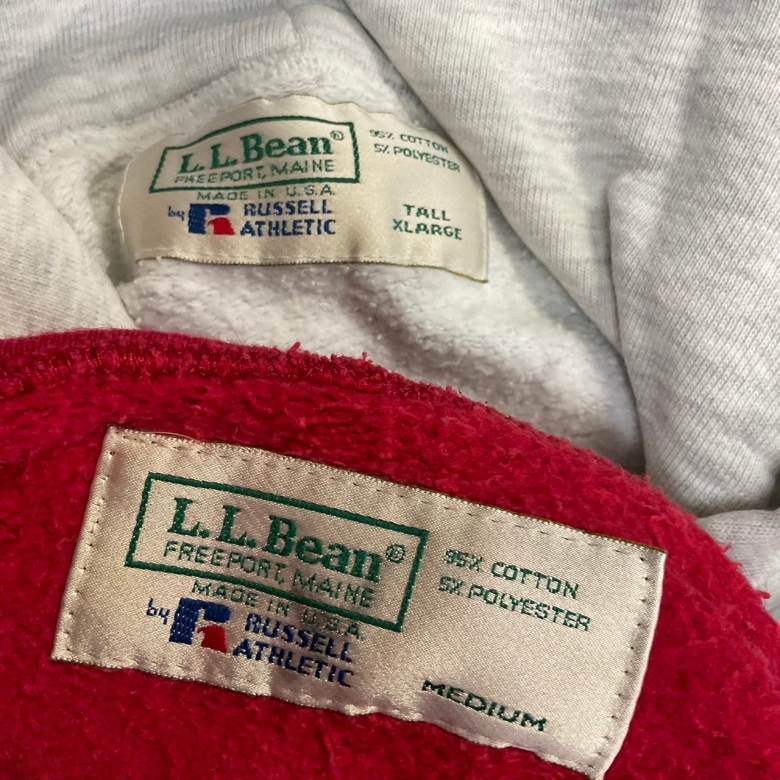 L.L.Bean®
FREEPORT, MAINE
MADE IN U.S.A.
by RUSSELL
ATHLETIC
95% COTTON
5% POLYESTER
TALL
XLARGE
L.L.Bean®
FREEPORT, MAINE
MADE IN U.S.A
by RUSSELL
ATHLETIC
95% COTTON
5% POLYESTER
MEDIUM